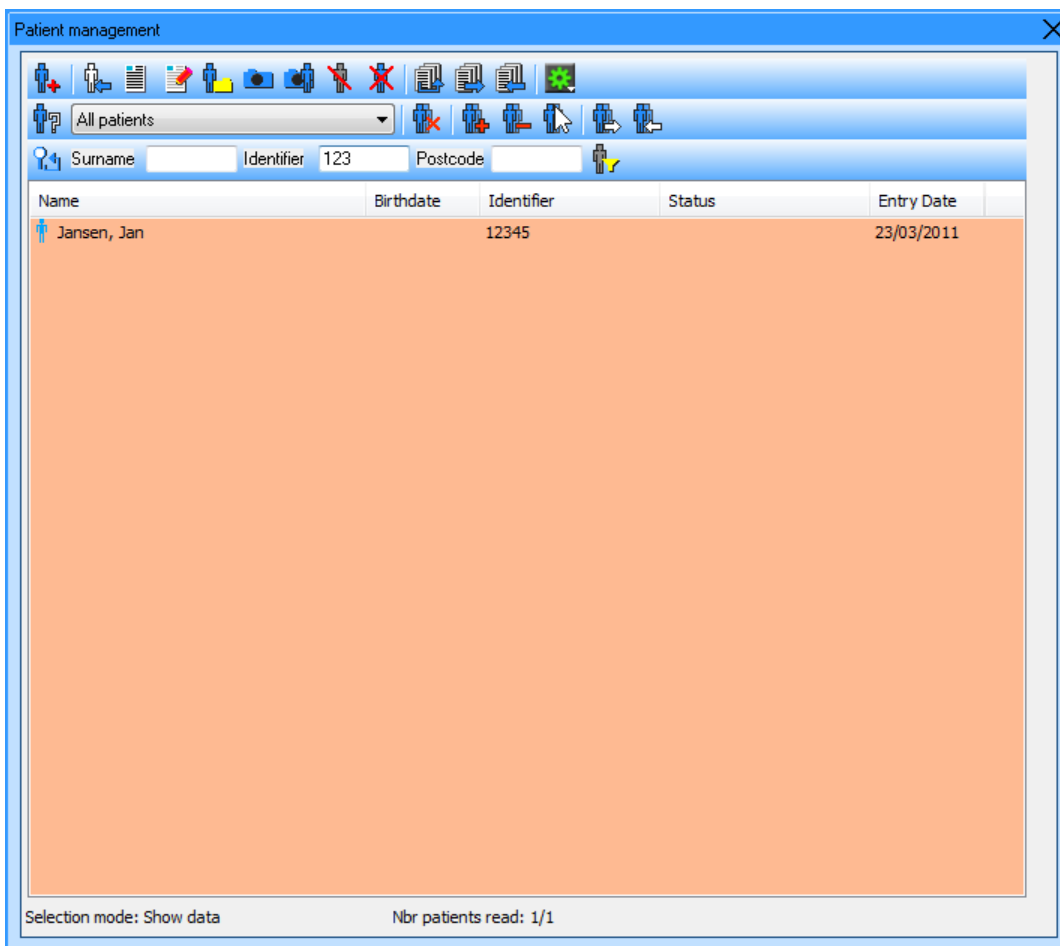 Patient management
All patients
Surname Identifier 123 Postcode
Name Birthdate Identifier Status Entry Date
Jansen, Jan 12345 23/03/2011
Selection mode: Show data Nbr patients read: 1/1